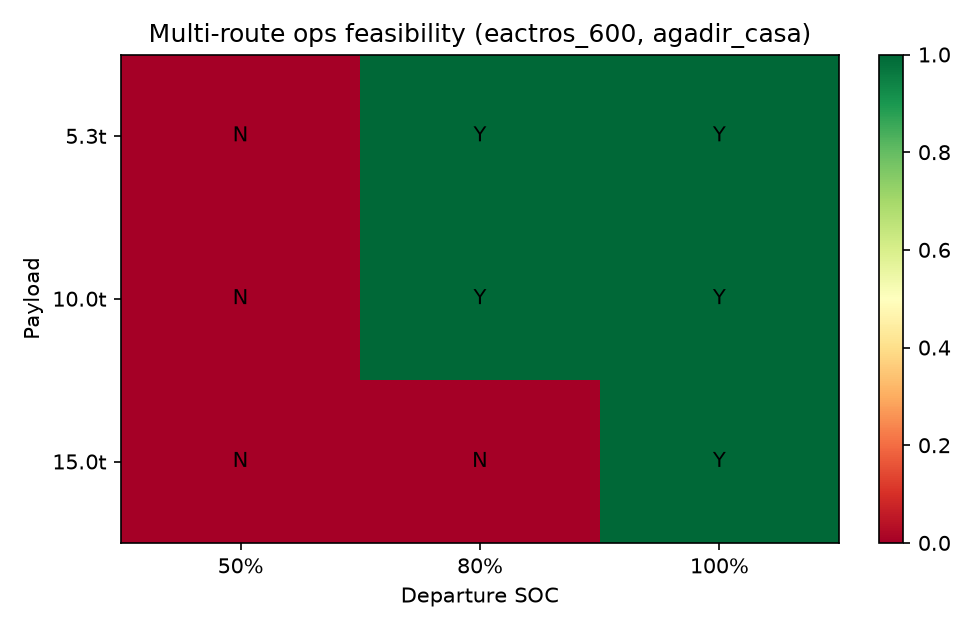 Multi-route ops feasibility (eactros_600, agadir_casa)
Payload
5.3t
10.0t
15.0t
N Y Y
N Y Y
N N Y
50% 80% 100%
Departure SOC
1.0
0.8
0.6
0.4
0.2
0.0